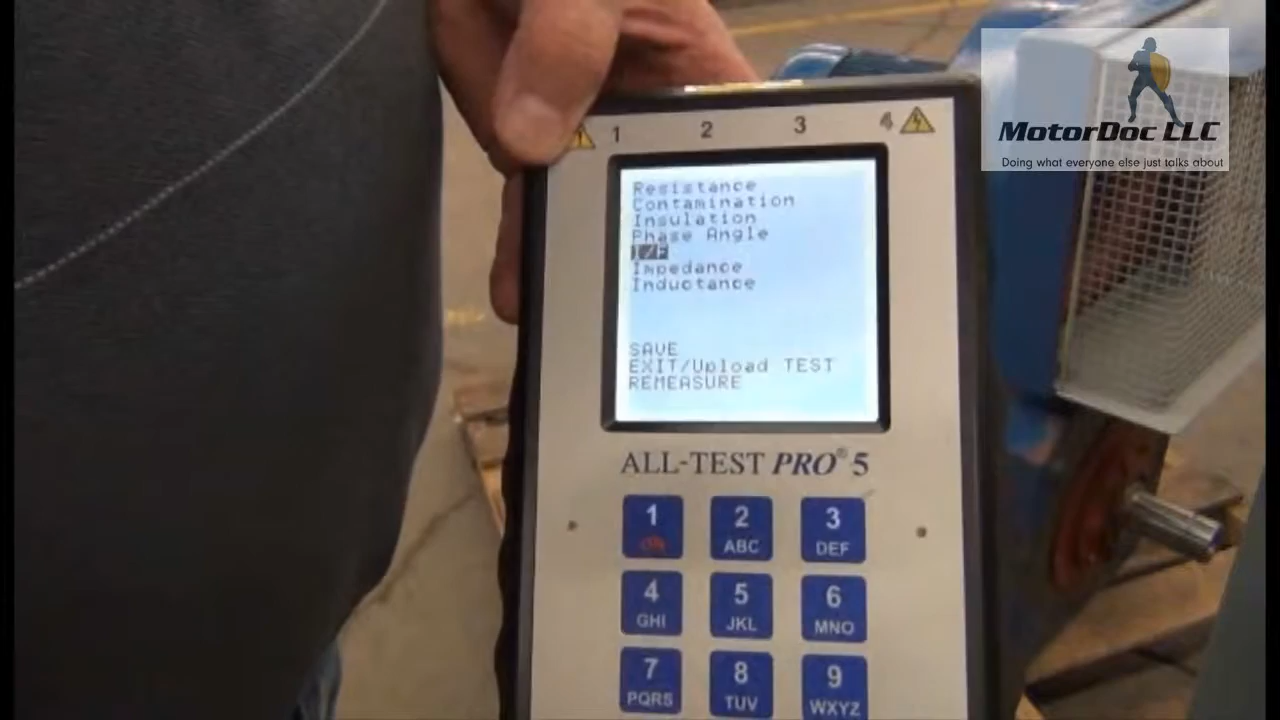 MotorDoc LLC
Doing what everyone else just talks about
1 2 3 4
Resistance
Contamination
Insulation
Phase Angle
I/F
Impedance
Inductance
SAVE
EXIT/Upload TEST
REMEASURE
ALL-TEST PRO® 5
1 2 3
ABC DEF
4 5 6
GHI JKL MNO
7 8 9
PQRS TUV WXYZ